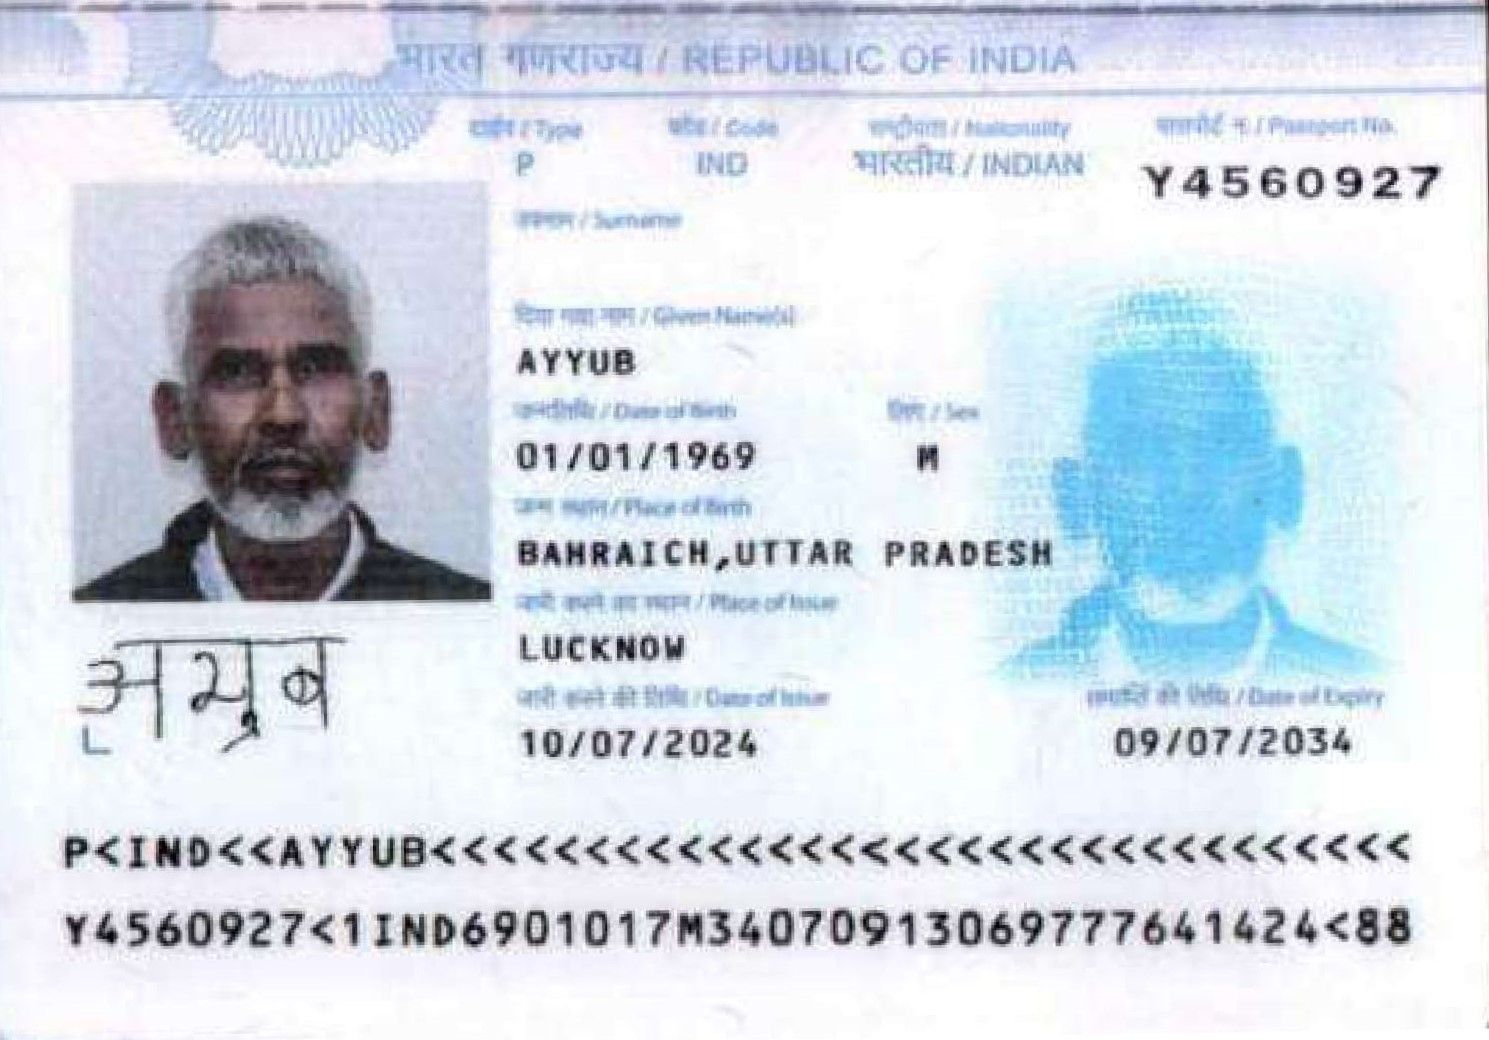 भारत गणराज्य / REPUBLIC OF INDIA
टाईप / Type कोड / Code राष्ट्रीयता / Nationality पासपोर्ट नं. / Passport No.
P IND भारतीय / INDIAN Y4560927
उपनाम / Surname
दिया गया नाम / Given Name(s)
AYYUB
जन्मतिथि / Date of Birth लिंग / Sex
01/01/1969 M
जन्म स्थान / Place of Birth
BAHRAICH,UTTAR PRADESH
जारी करने का स्थान / Place of Issue
LUCKNOW
जारी करने की तिथि / Date of Issue समाप्ति की तिथि / Date of Expiry
10/07/2024 09/07/2034
अयुब
P<IND<<AYYUB<<<<<<<<<<<<<<<<<<<<<<<<<<<<<<<<
Y4560927<1IND6901017M3407091306977641424<88